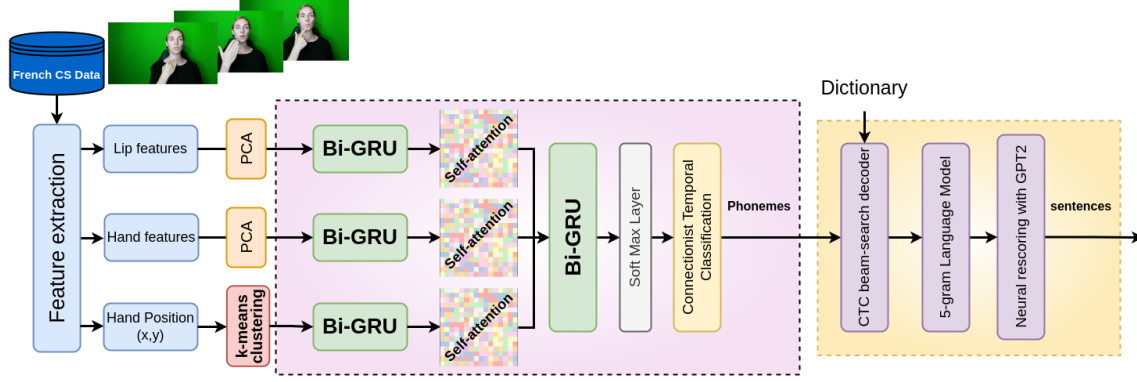 French CS Data
Feature extraction
Lip features
Hand features
Hand Position
(x,y)
PCA
PCA
k-means
clustering
Bi-GRU
Bi-GRU
Bi-GRU
Self-attention
Self-attention
Self-attention
Bi-GRU
Soft Max Layer
Connectionist Temporal
Classification
Phonemes
Dictionary
CTC beam-search decoder
5-gram Language Model
Neural rescoring with GPT2
sentences